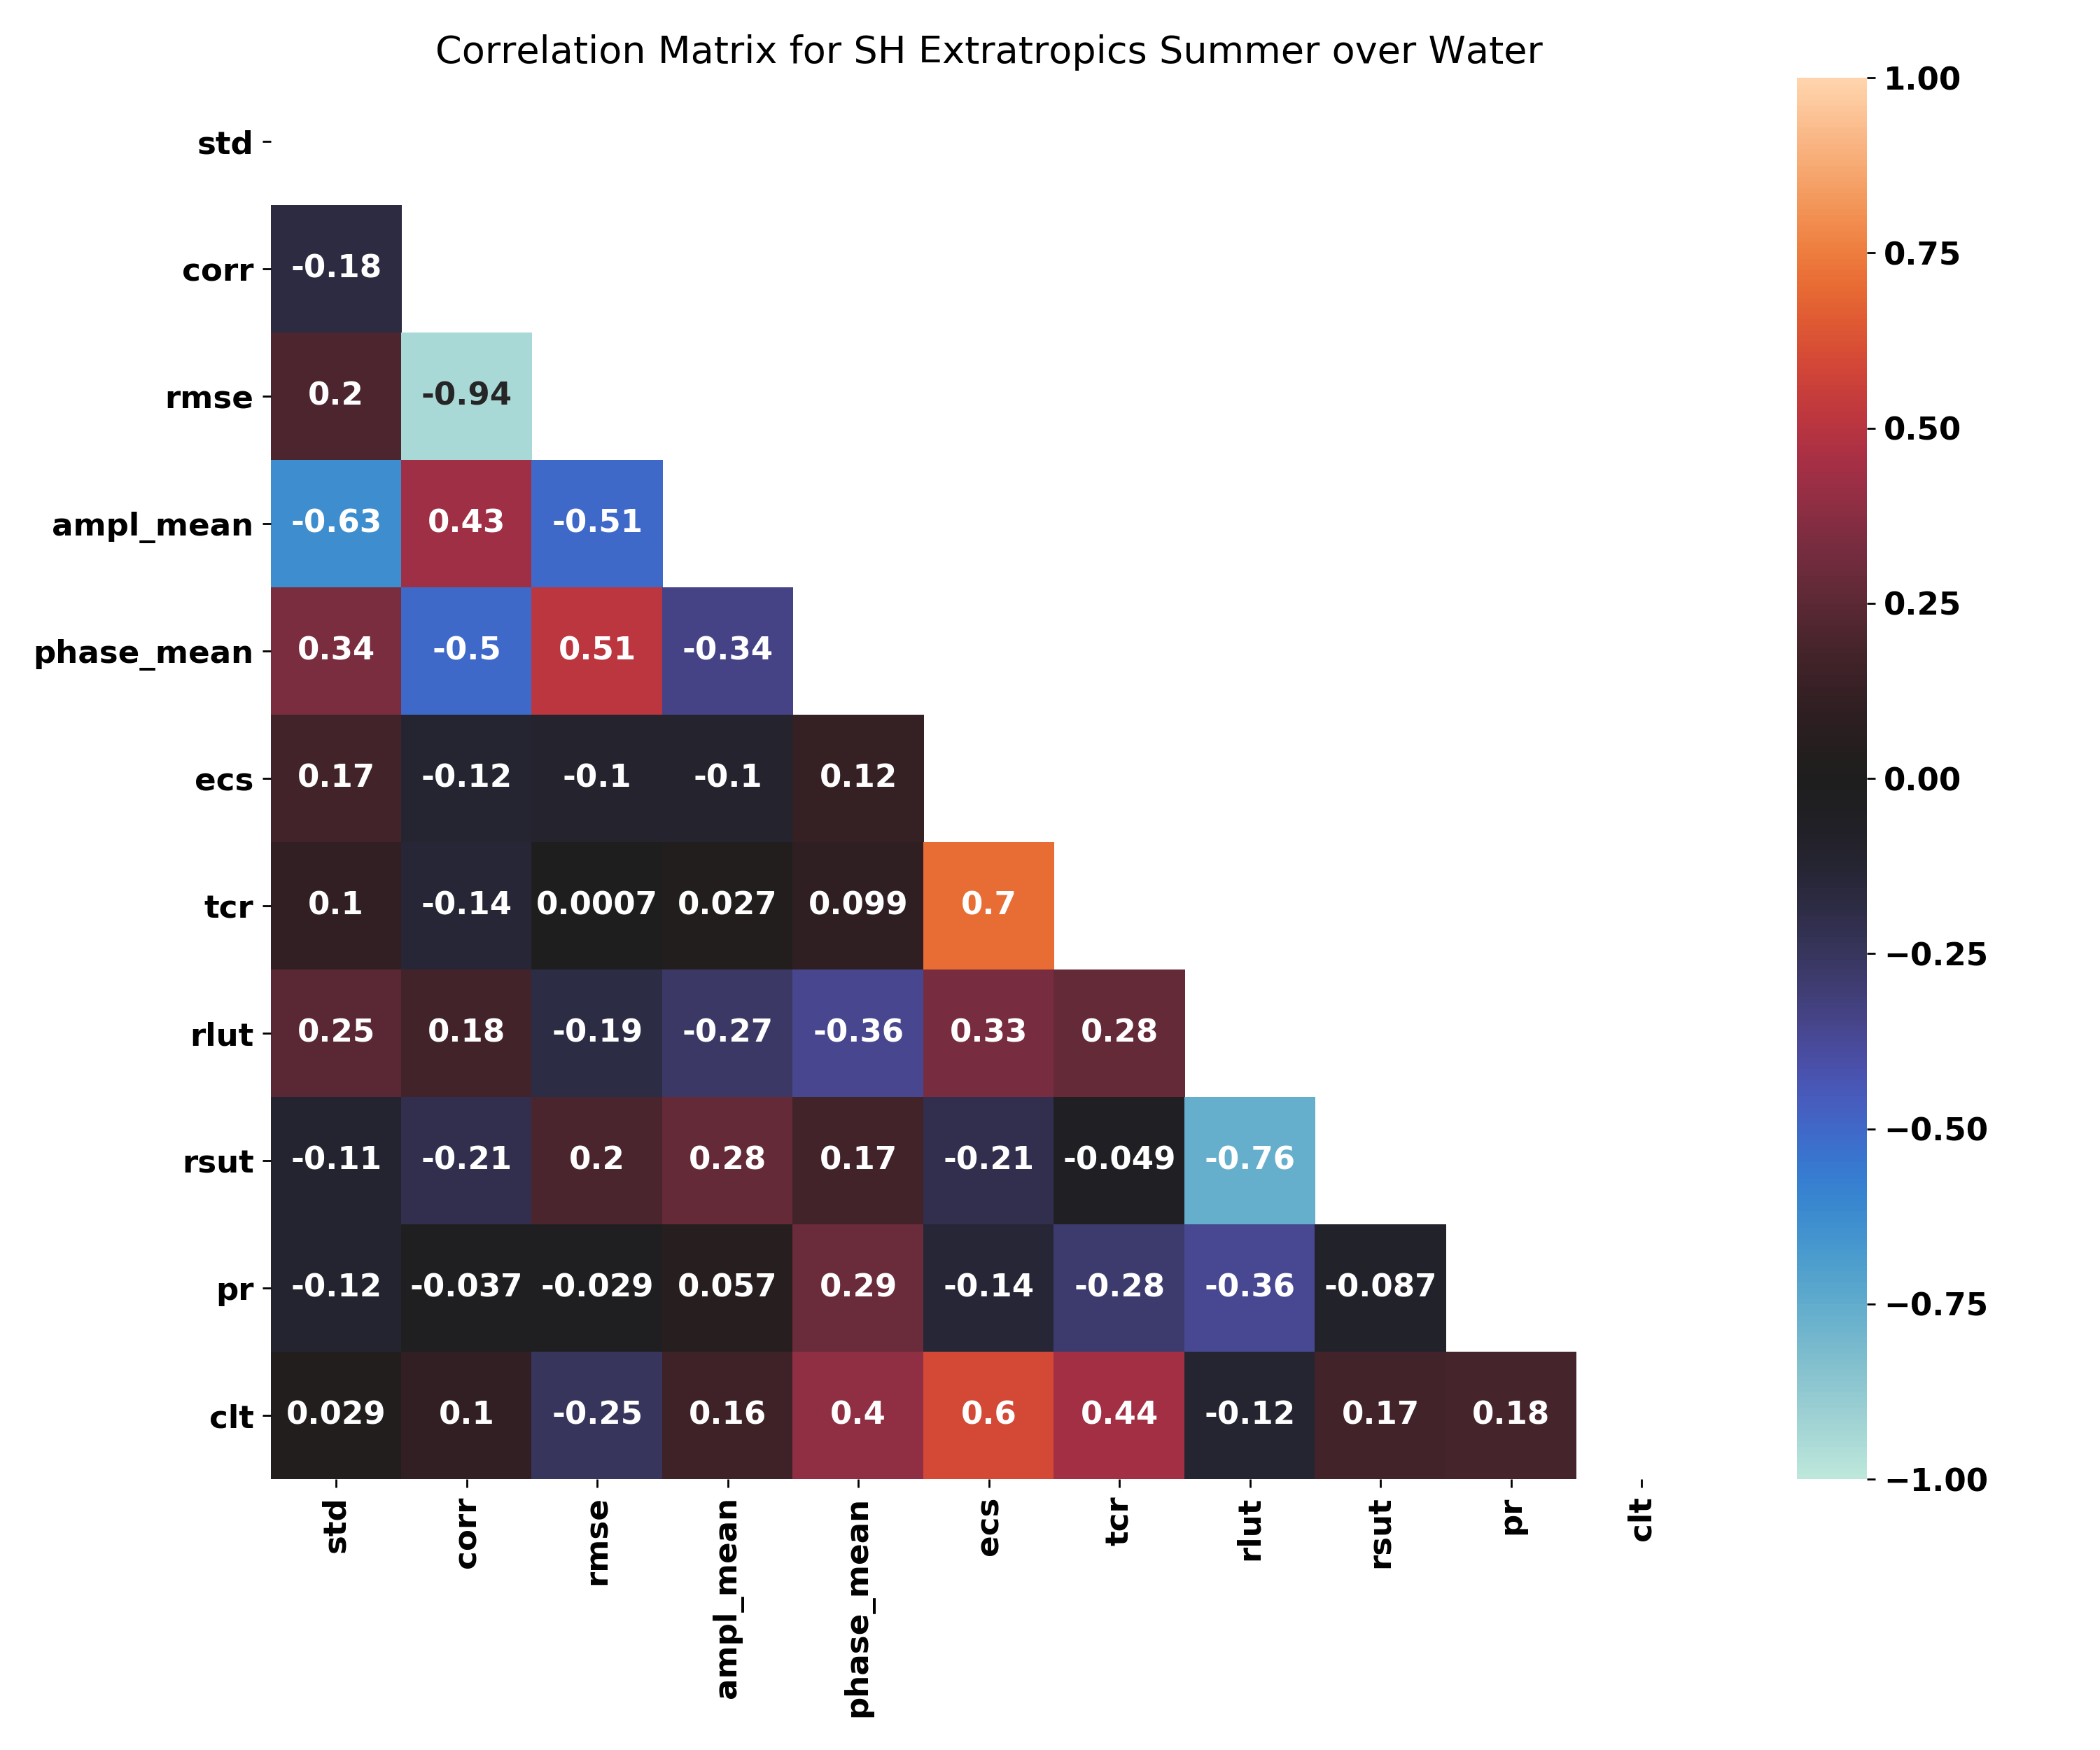 Correlation Matrix for SH Extratropics Summer over Water
std
corr -0.18
rmse 0.2 -0.94
ampl_mean -0.63 0.43 -0.51
phase_mean 0.34 -0.5 0.51 -0.34
ecs 0.17 -0.12 -0.1 -0.1 0.12
tcr 0.1 -0.14 0.0007 0.027 0.099 0.7
rlut 0.25 0.18 -0.19 -0.27 -0.36 0.33 0.28
rsut -0.11 -0.21 0.2 0.28 0.17 -0.21 -0.049 -0.76
pr -0.12 -0.037 -0.029 0.057 0.29 -0.14 -0.28 -0.36 -0.087
clt 0.029 0.1 -0.25 0.16 0.4 0.6 0.44 -0.12 0.17 0.18
std corr rmse ampl_mean phase_mean ecs tcr rlut rsut pr clt
1.00
0.75
0.50
0.25
0.00
−0.25
−0.50
−0.75
−1.00